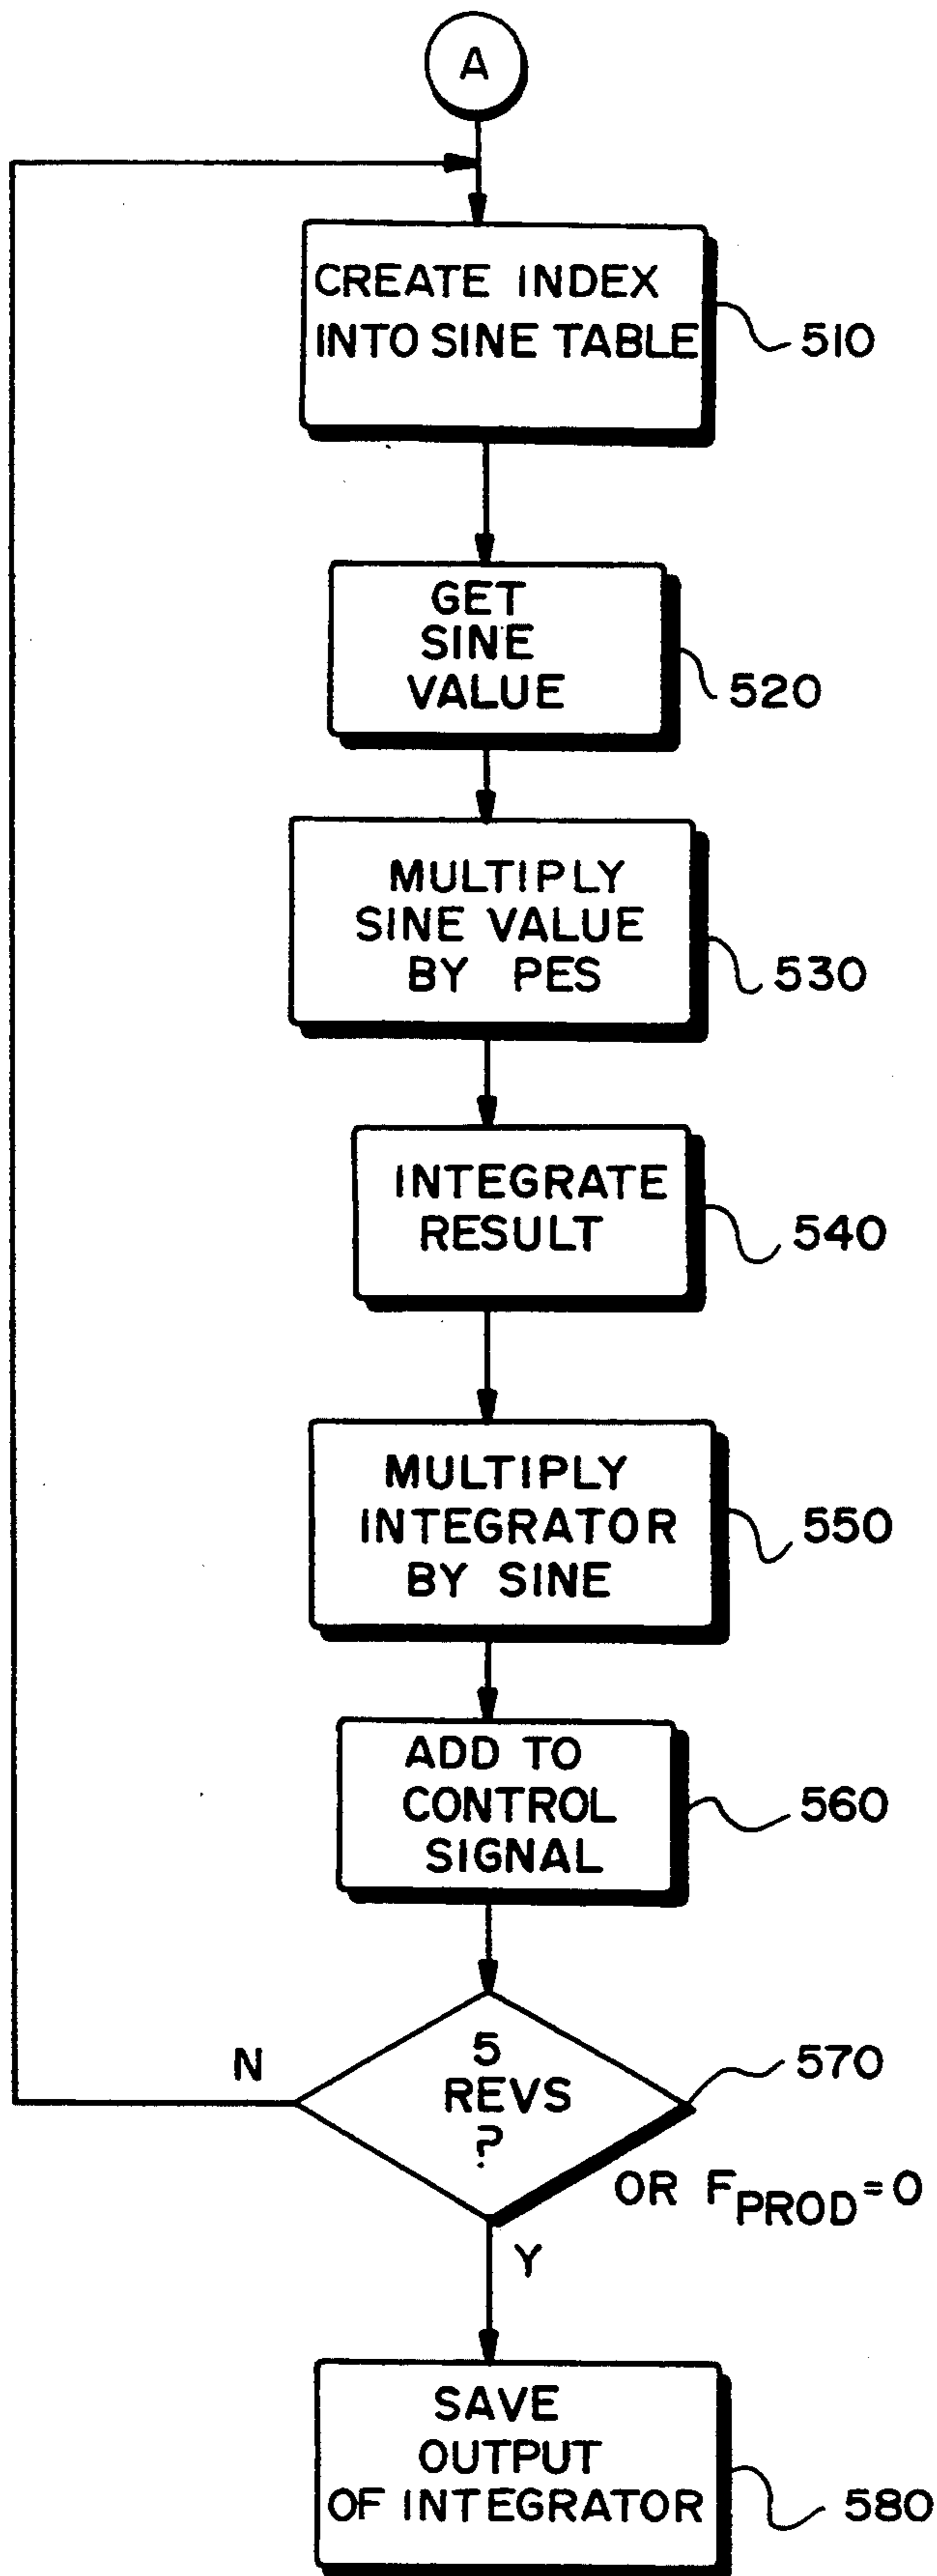 A
CREATE INDEX
INTO SINE TABLE
510
GET
SINE
VALUE
520
MULTIPLY
SINE VALUE
BY PES
530
INTEGRATE
RESULT
540
MULTIPLY
INTEGRATOR
BY SINE
550
ADD TO
CONTROL
SIGNAL
560
N
5
REVS
?
570
OR FPROD=0
Y
SAVE
OUTPUT
OF INTEGRATOR
580